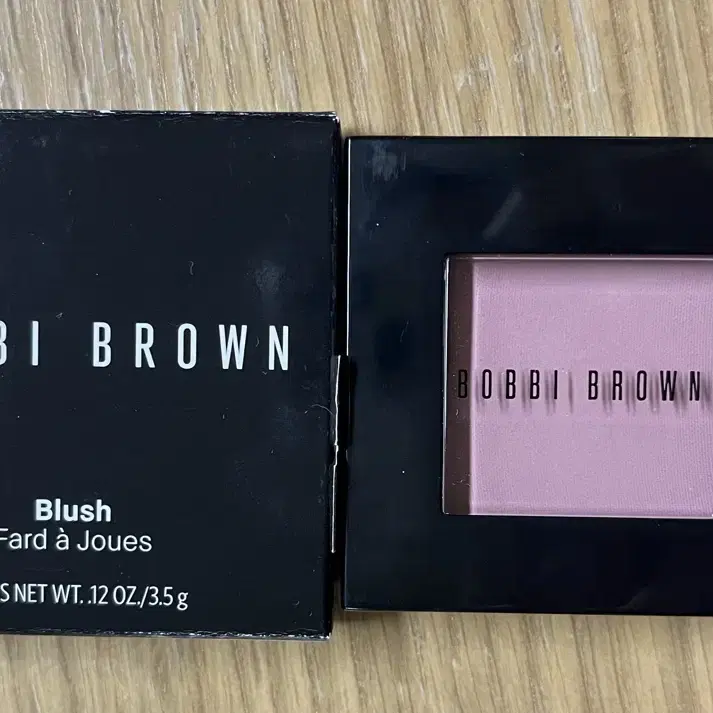 BI BROWN
Blush
Fard à Joues
S NET WT. .12 OZ./3.5 g
BOBBI BROWN